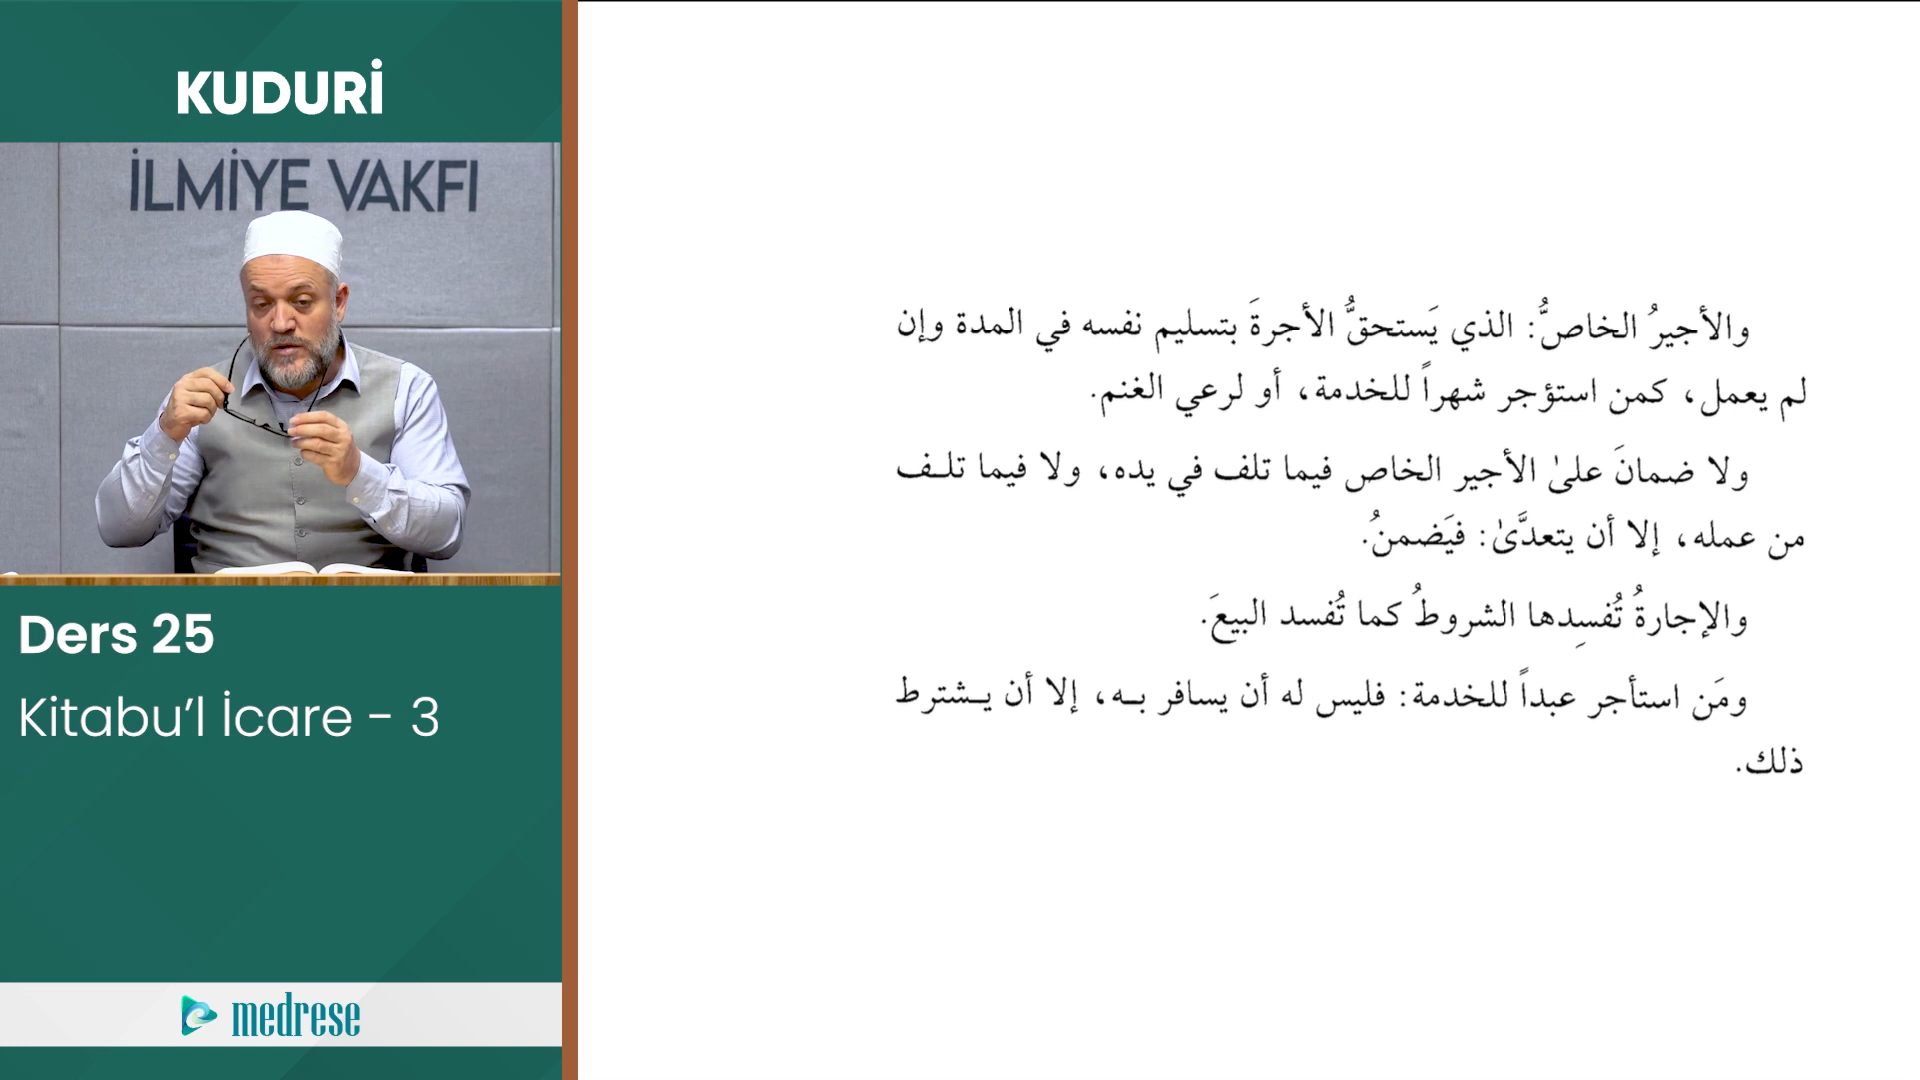 KUDURİ
İLMİYE VAKFI
Ders 25
Kitabu’l İcare - 3
medrese
والأجيرُ الخاصُّ: الذي يَستحقُّ الأجرةَ بتسليم نفسه في المدة وإن
لم يعمل، كمن استؤجر شهراً للخدمة، أو لرعي الغنم.
ولا ضمانَ علىٰ الأجير الخاص فيما تلف في يده، ولا فيما تلـف
من عمله، إلا أن يتعدَّىٰ: فيَضمنُ.
والإجارةُ تُفسِدها الشروطُ كما تُفسد البيعَ.
ومَن استأجر عبداً للخدمة: فليس له أن يسافر بـه، إلا أن يـشترط
ذلك.